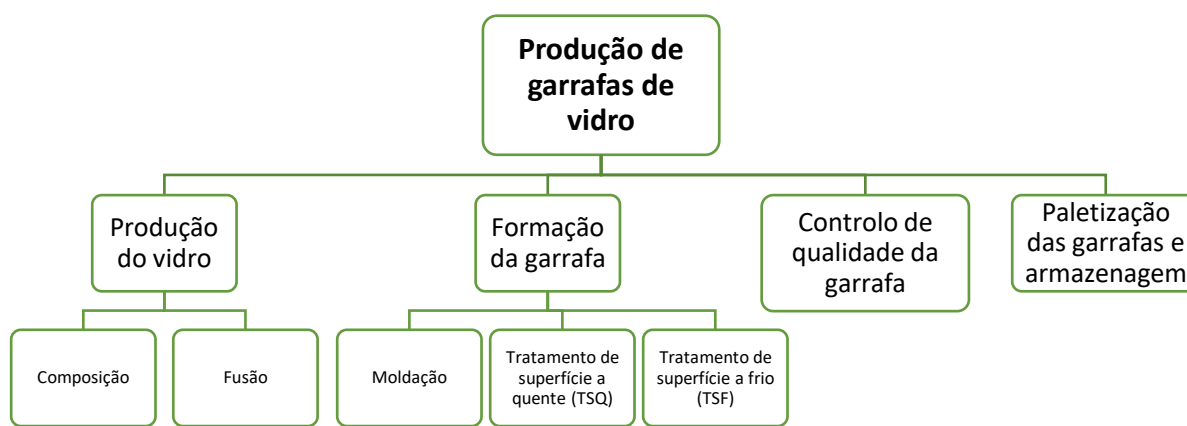 Produção de
garrafas de
vidro
Produção
do vidro
Formação
da garrafa
Controlo de
qualidade da
garrafa
Paletização
das garrafas e
armazenagem
Composição
Fusão
Moldação
Tratamento de
superfície a
quente (TSQ)
Tratamento de
superfície a frio
(TSF)